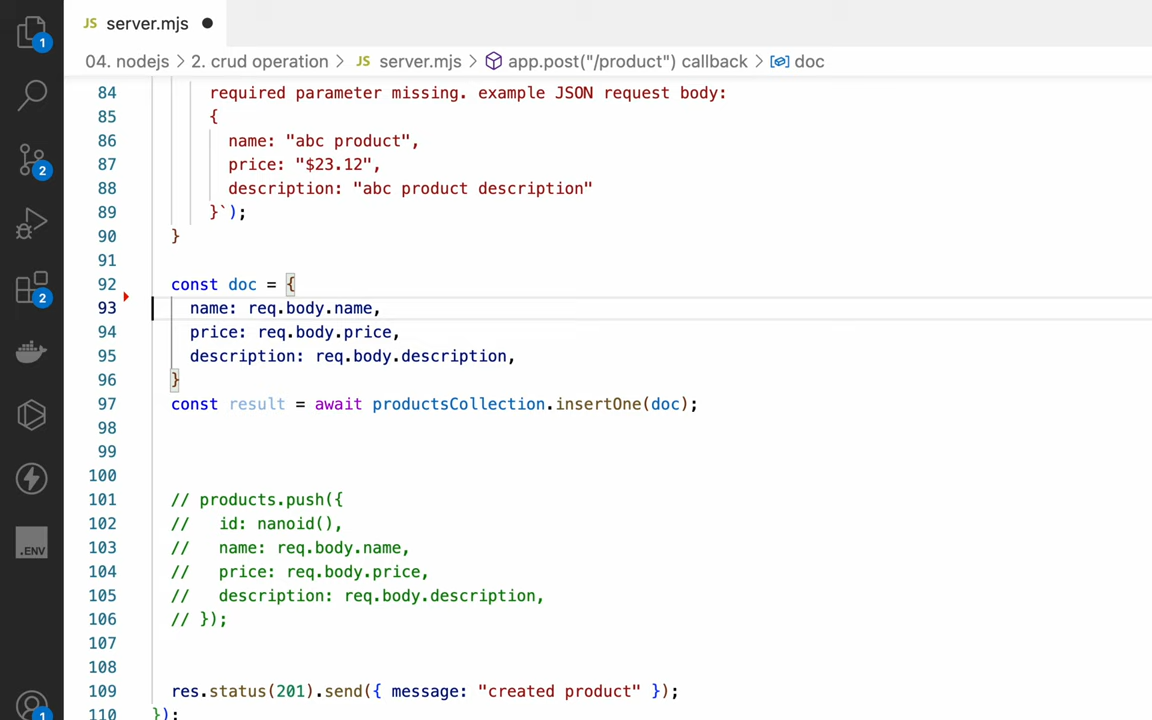 JS server.mjs
1
04. nodejs > 2. crud operation > JS server.mjs > app.post("/product") callback > doc
84 required parameter missing. example JSON request body:
85 {
86 name: "abc product",
87 price: "$23.12",
2
88 description: "abc product description"
89 }`);
90 }
91
92 const doc = {
2
93 name: req.body.name,
94 price: req.body.price,
95 description: req.body.description,
96 }
97 const result = await productsCollection.insertOne(doc);
98
99
100
101 // products.push({
102 // id: nanoid(),
103 // name: req.body.name,
.ENV
104 // price: req.body.price,
105 // description: req.body.description,
106 // });
107
108
109 res.status(201).send({ message: "created product" });
110 });
1